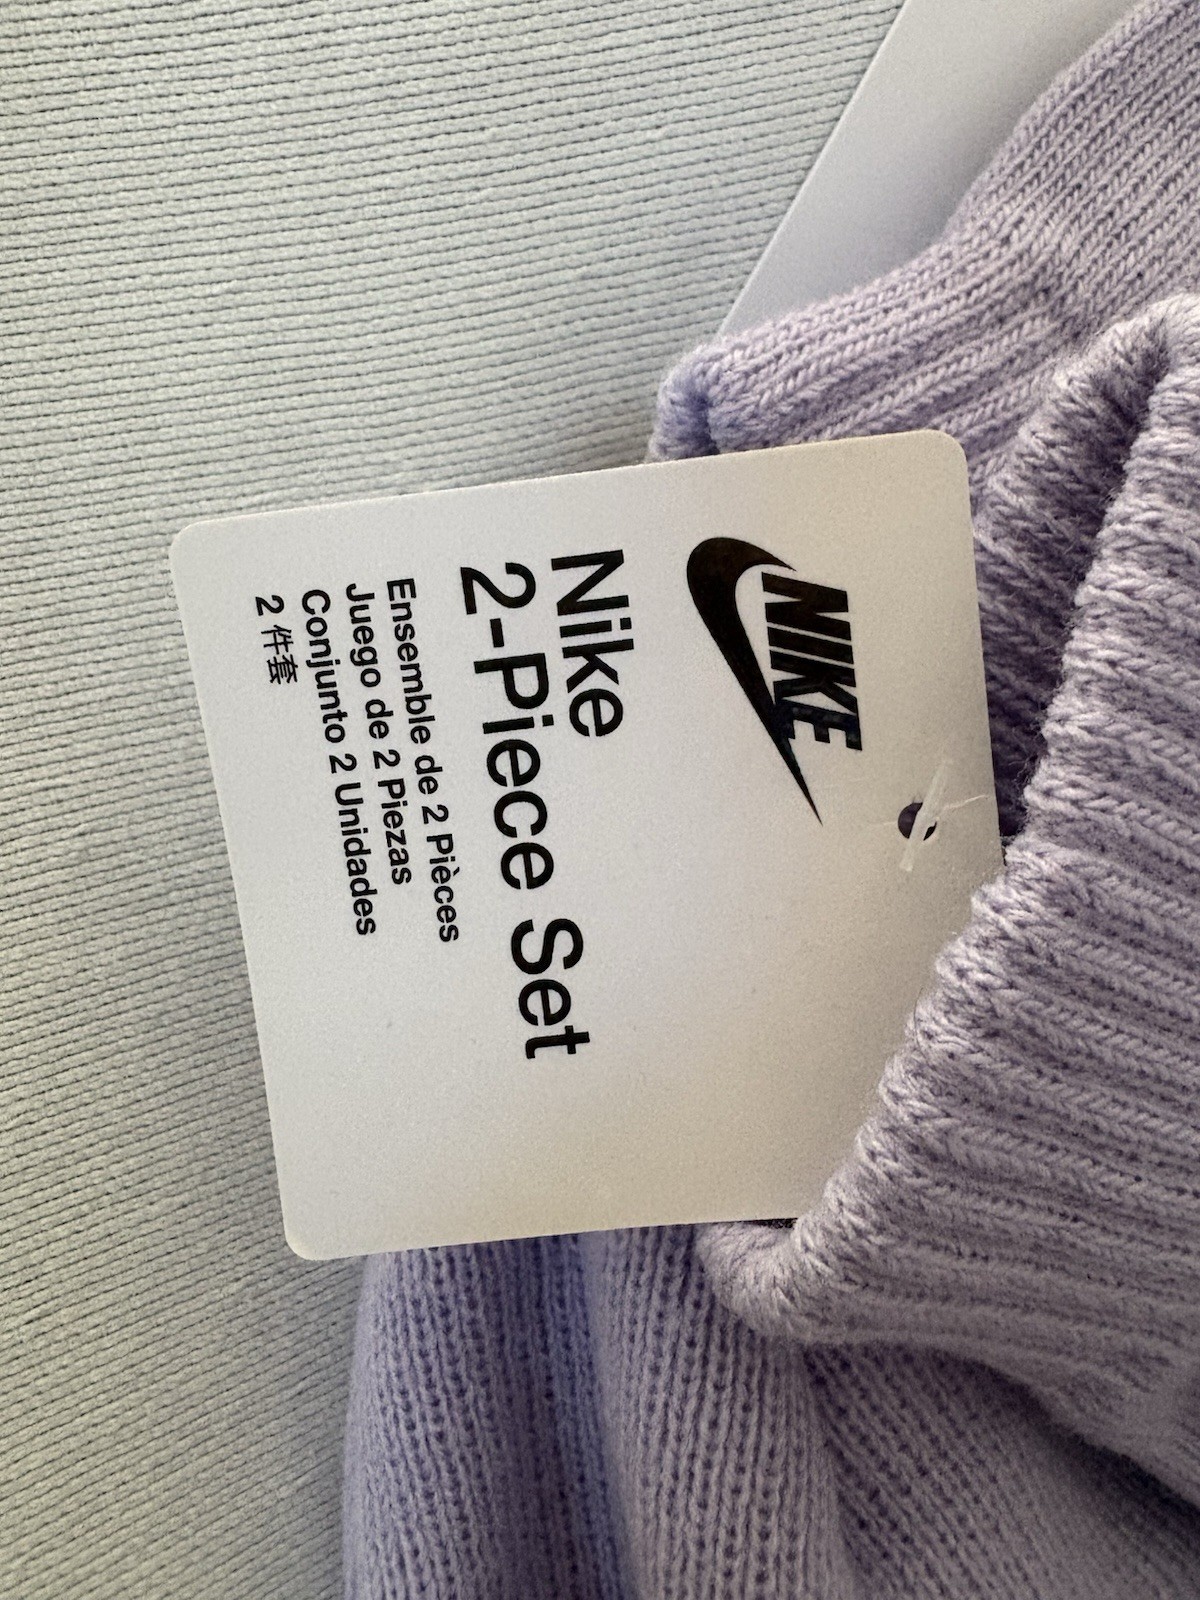 NIKE
Nike
2-Piece Set
Ensemble de 2 Pièces
Juego de 2 Piezas
Conjunto 2 Unidades
2 件套